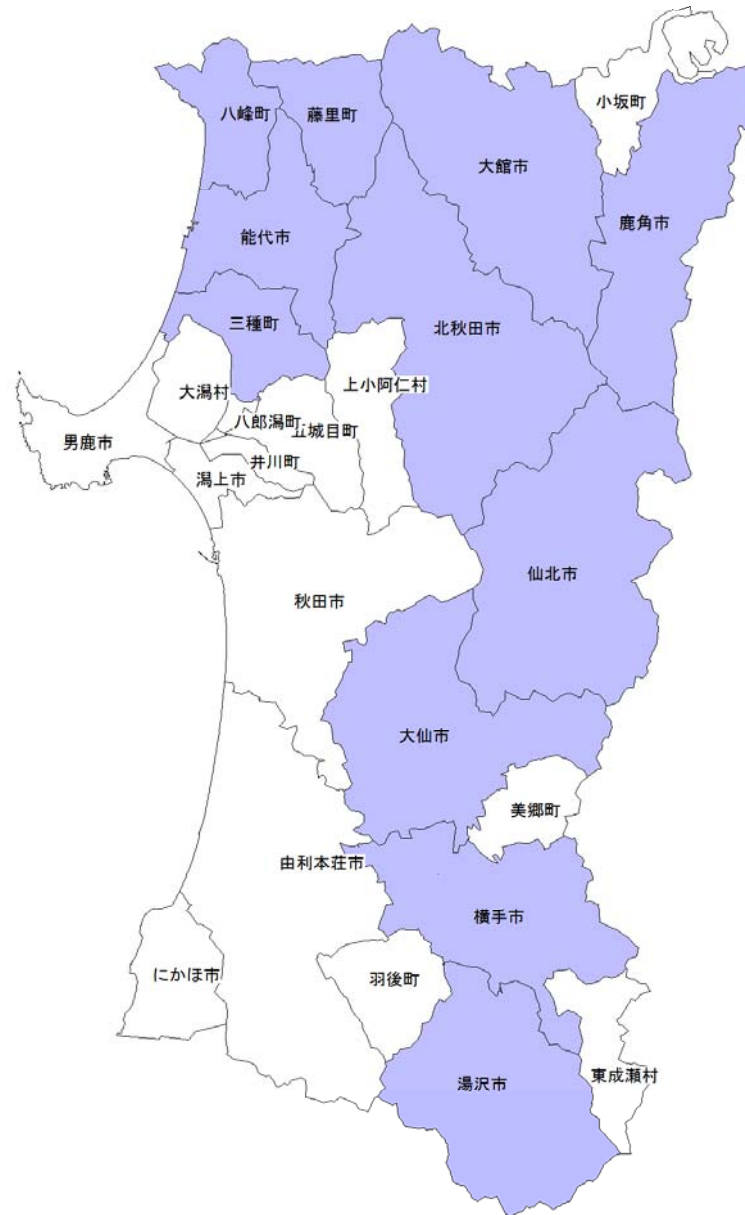 小坂町
八峰町
藤里町
大館市
鹿角市
能代市
三種町
北秋田市
上小阿仁村
大潟村
八郎潟町
五城目町
男鹿市
井川町
潟上市
仙北市
秋田市
大仙市
美郷町
由利本荘市
横手市
にかほ市
羽後町
東成瀬村
湯沢市